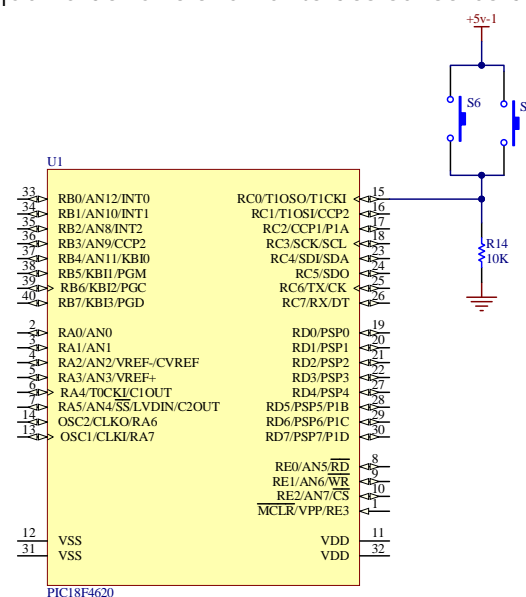 +5v-1
S6
S
U1
33 RB0/AN12/INT0 RC0/T1OSO/T1CKI 15
34 RB1/AN10/INT1 RC1/T1OSI/CCP2 16
35 RB2/AN8/INT2 RC2/CCP1/P1A 17
36 RB3/AN9/CCP2 RC3/SCK/SCL 18
37 RB4/AN11/KBI0 RC4/SDI/SDA 23
38 RB5/KBI1/PGM RC5/SDO 24
39 RB6/KBI2/PGC RC6/TX/CK 25
40 RB7/KBI3/PGD RC7/RX/DT 26
R14
10K
2 RA0/AN0 RD0/PSP0 19
3 RA1/AN1 RD1/PSP1 20
4 RA2/AN2/VREF-/CVREF RD2/PSP2 21
5 RA3/AN3/VREF+ RD3/PSP3 22
6 RA4/T0CKI/C1OUT RD4/PSP4 27
7 RA5/AN4/SS/LVDIN/C2OUT RD5/PSP5/P1B 28
14 OSC2/CLKO/RA6 RD6/PSP6/P1C 29
13 OSC1/CLKI/RA7 RD7/PSP7/P1D 30
RE0/AN5/RD 8
RE1/AN6/WR 9
RE2/AN7/CS 10
MCLR/VPP/RE3 1
12 VSS VDD 11
31 VSS VDD 32
PIC18F4620